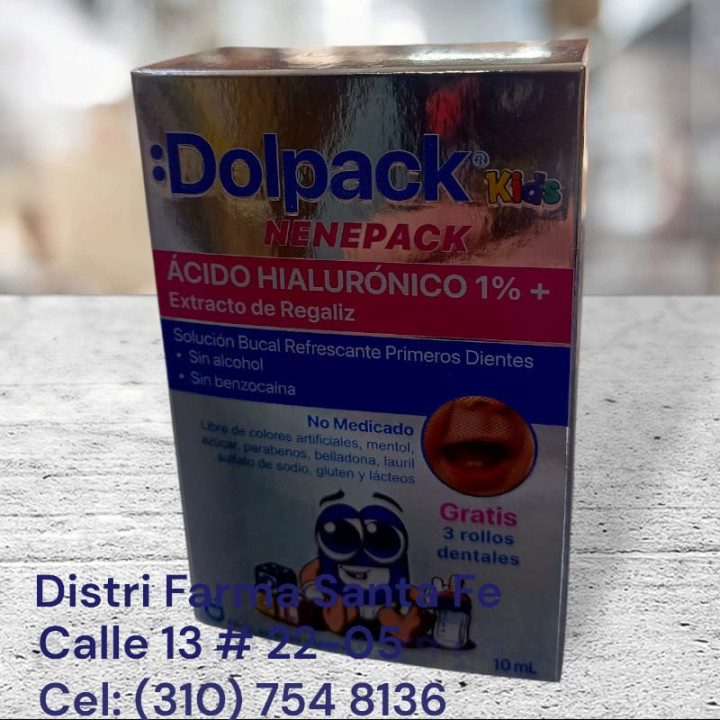 :Dolpack® Kids
NENEPACK
ÁCIDO HIALURÓNICO 1% +
Extracto de Regaliz
Solución Bucal Refrescante Primeros Dientes
• Sin alcohol
• Sin benzocaína
No Medicado
Libre de colores artificiales, mentol,
azúcar, parabenos, belladona, lauril
sulfato de sodio, gluten y lácteos
Gratis
3 rollos
dentales
10 mL
Distri Farma Santa Fe
Calle 13 # 22-05
Cel: (310) 754 8136